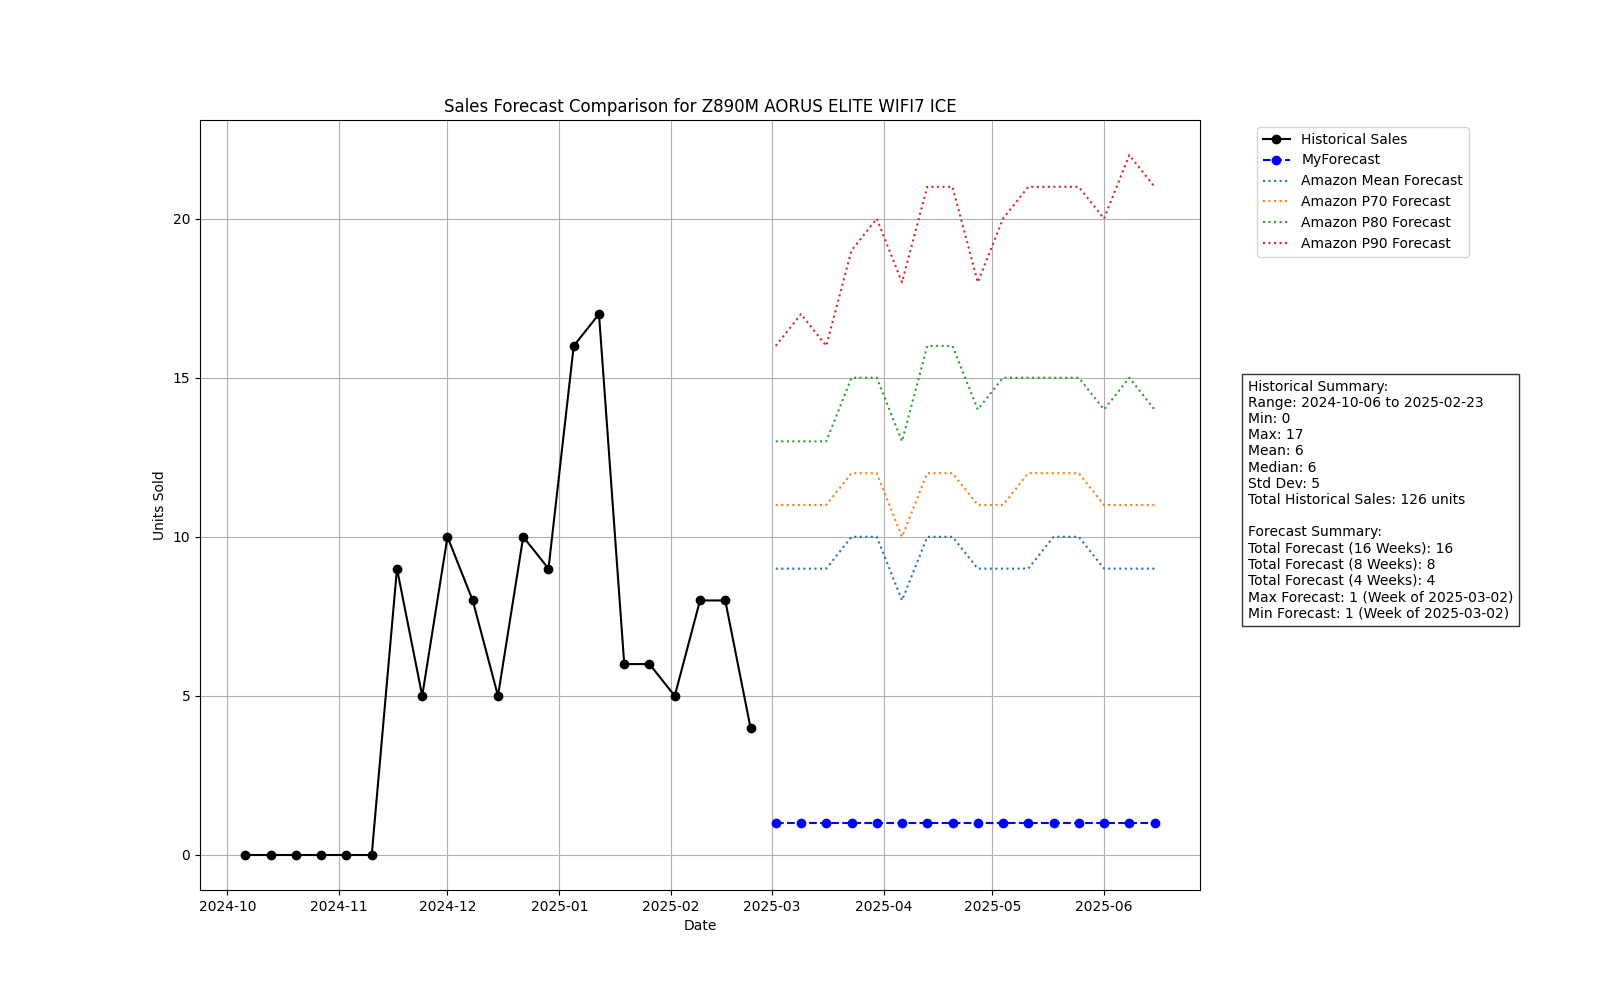 Sales Forecast Comparison for Z890M AORUS ELITE WIFI7 ICE
Historical Sales
MyForecast
Amazon Mean Forecast
Amazon P70 Forecast
Amazon P80 Forecast
Amazon P90 Forecast
20
15
10
5
0
Units Sold
2024-10
2024-11
2024-12
2025-01
2025-02
2025-03
2025-04
2025-05
2025-06
Date
Historical Summary:
Range: 2024-10-06 to 2025-02-23
Min: 0
Max: 17
Mean: 6
Median: 6
Std Dev: 5
Total Historical Sales: 126 units
Forecast Summary:
Total Forecast (16 Weeks): 16
Total Forecast (8 Weeks): 8
Total Forecast (4 Weeks): 4
Max Forecast: 1 (Week of 2025-03-02)
Min Forecast: 1 (Week of 2025-03-02)